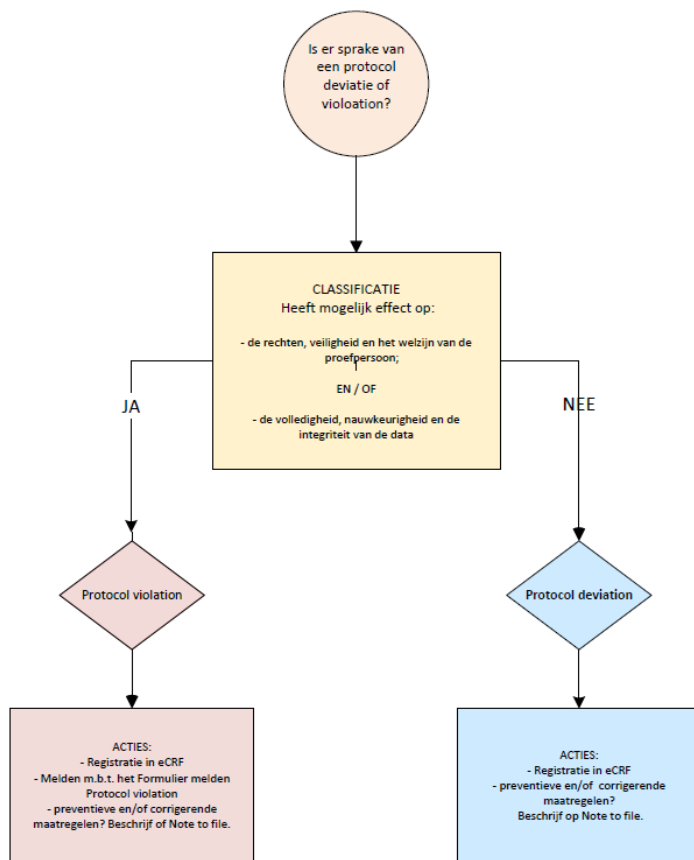 Is er sprake van
een protocol
deviatie of
violoation?
CLASSIFICATIE
Heeft mogelijk effect op:
- de rechten, veiligheid en het welzijn van de
proefpersoon;
EN / OF
- de volledigheid, nauwkeurigheid en de
integriteit van de data
JA
NEE
Protocol violation
Protocol deviation
ACTIES:
- Registratie in eCRF
- Melden m.b.t. het Formulier melden
Protocol violation
- preventieve en/of corrigerende
maatregelen? Beschrijf of Note to file.
ACTIES:
- Registratie in eCRF
- preventieve en/of  corrigerende
maatregelen?
Beschrijf op Note to file.